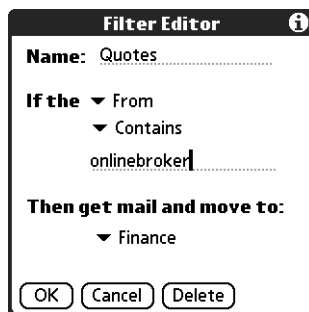 Filter Editor
Name: Quotes
If the From
Contains
onlinebroker
Then get mail and move to:
Finance
OK Cancel Delete